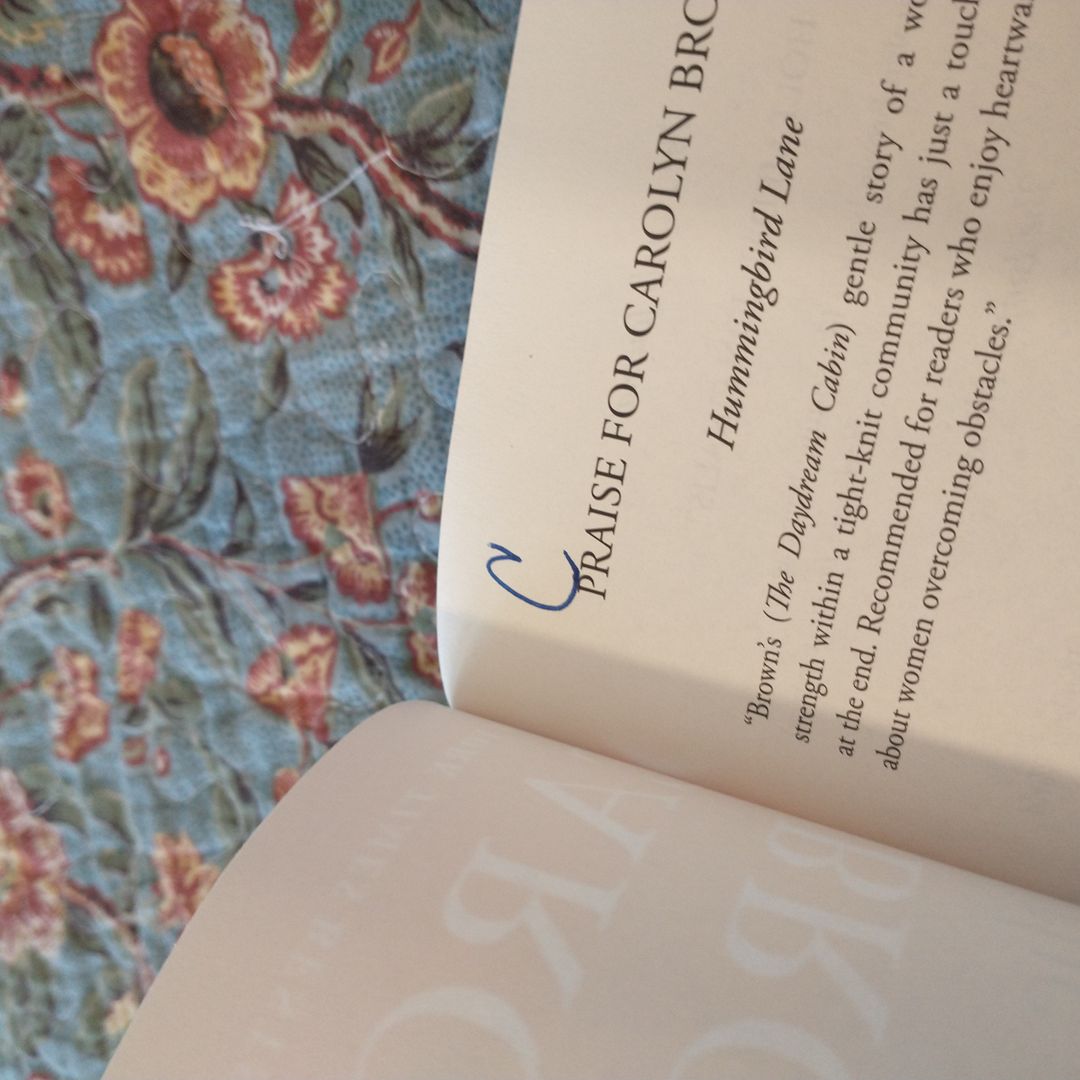 C
PRAISE FOR CAROLYN BRO
Hummingbird Lane
“Brown’s (The Daydream Cabin) gentle story of a wo
strength within a tight-knit community has just a touch
at the end. Recommended for readers who enjoy heartwa
about women overcoming obstacles.”